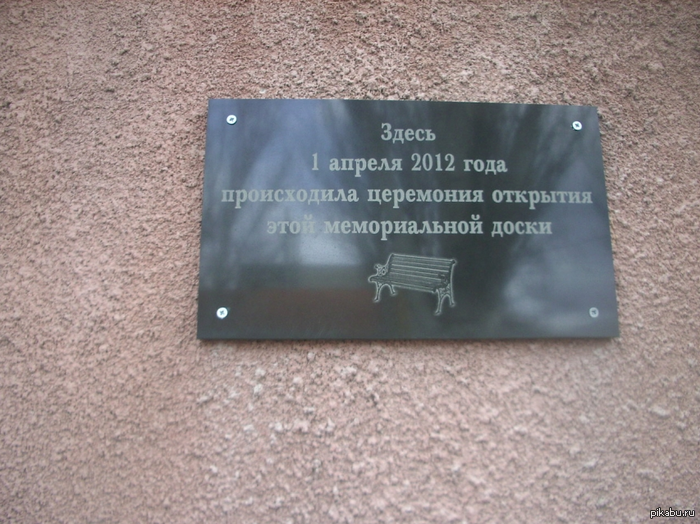 Здесь
1 апреля 2012 года
происходила церемония открытия
этой мемориальной доски
pikabu.ru